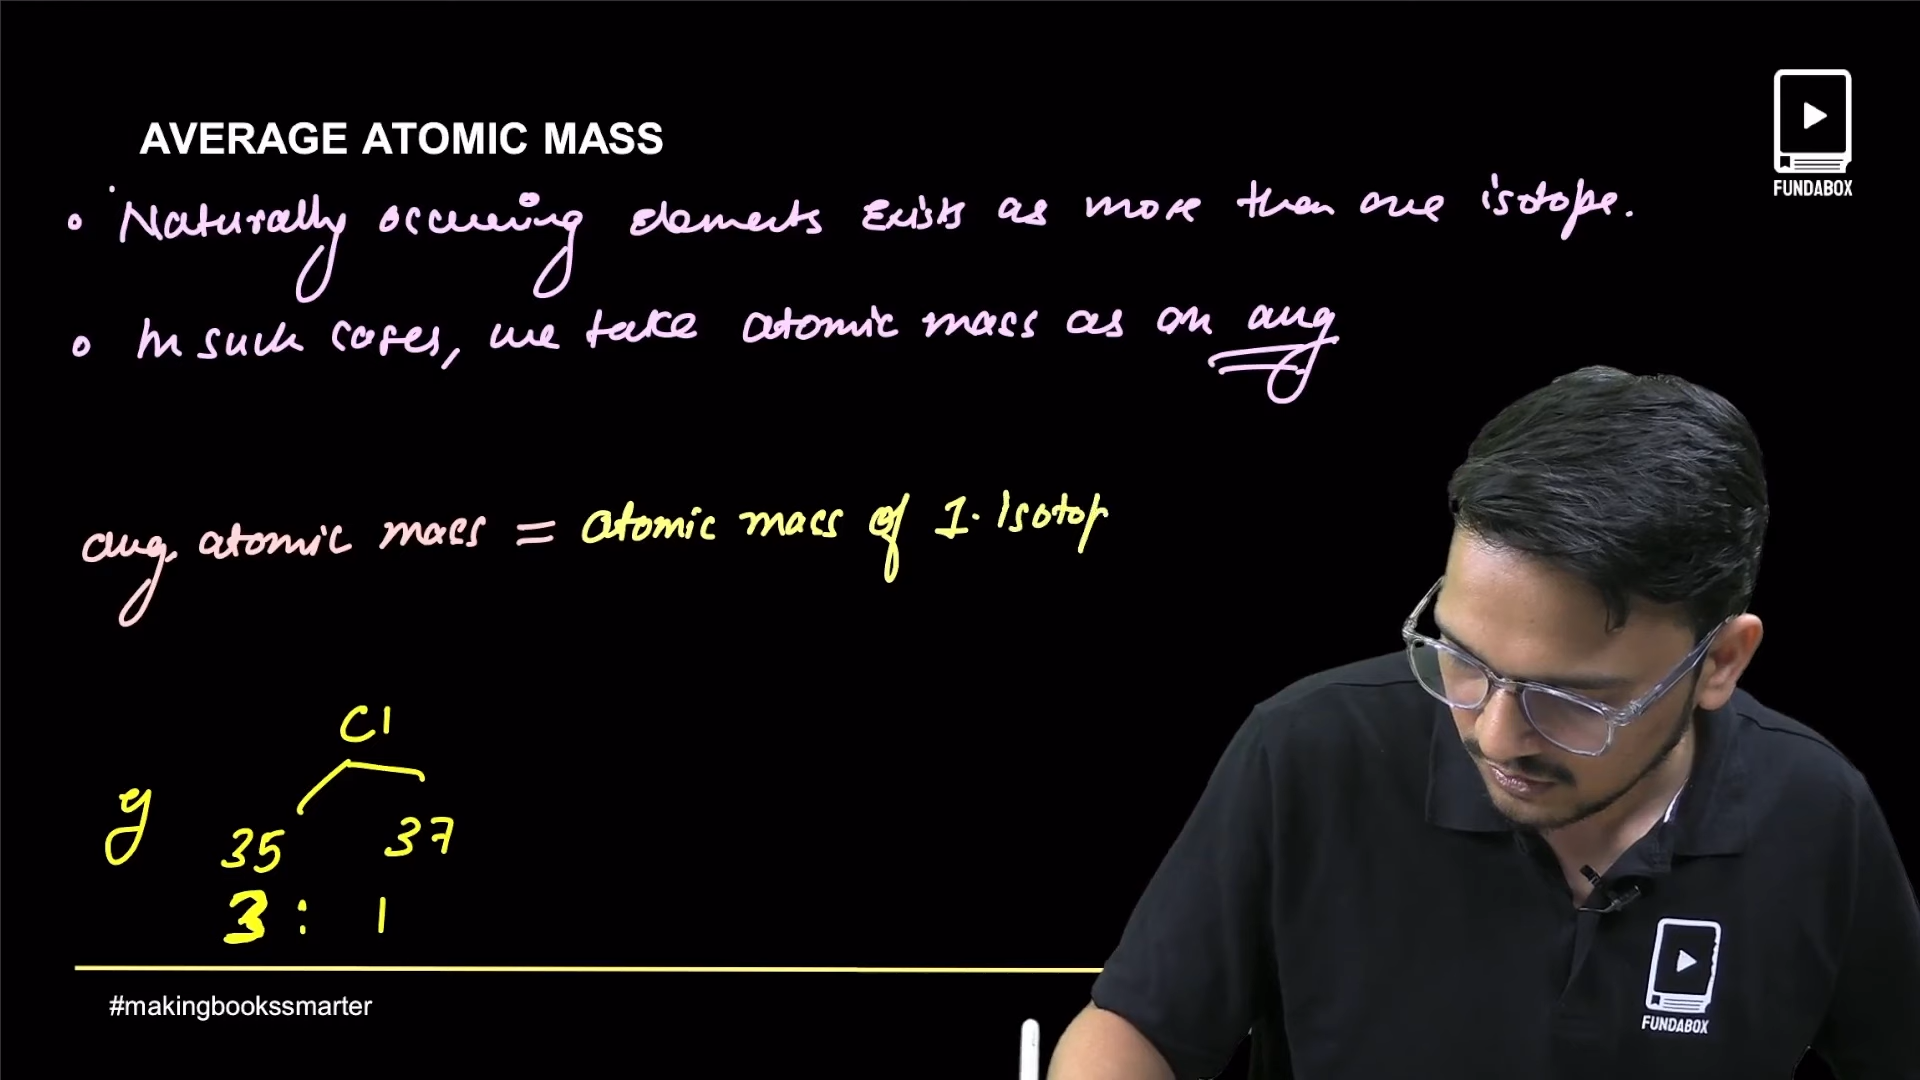 AVERAGE ATOMIC MASS
FUNDABOX
• Naturally occuring elements Exists as more than one isotope.
• In such cases, we take atomic mass as an avg
avg. atomic mass = atomic mass of 1. Isotop
Cl
eg
35 37
3 : 1
#makingbookssmarter
FUNDABOX